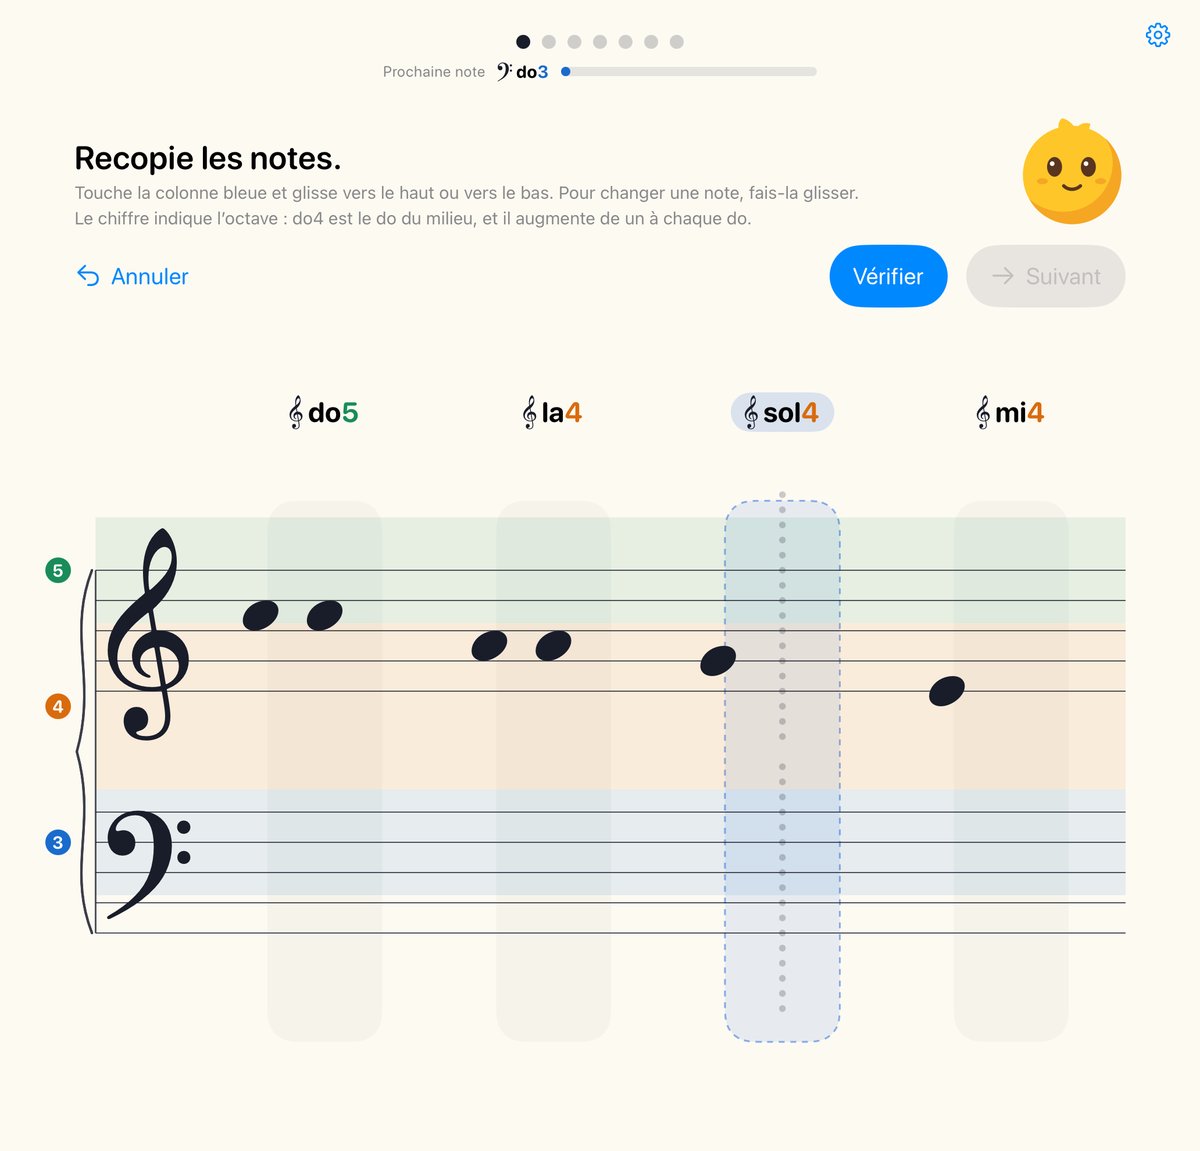 Prochaine note do3
Recopie les notes.
Touche la colonne bleue et glisse vers le haut ou vers le bas. Pour changer une note, fais-la glisser.
Le chiffre indique l’octave : do4 est le do du milieu, et il augmente de un à chaque do.
Annuler
Vérifier
Suivant
do5 la4 sol4 mi4
5
4
3